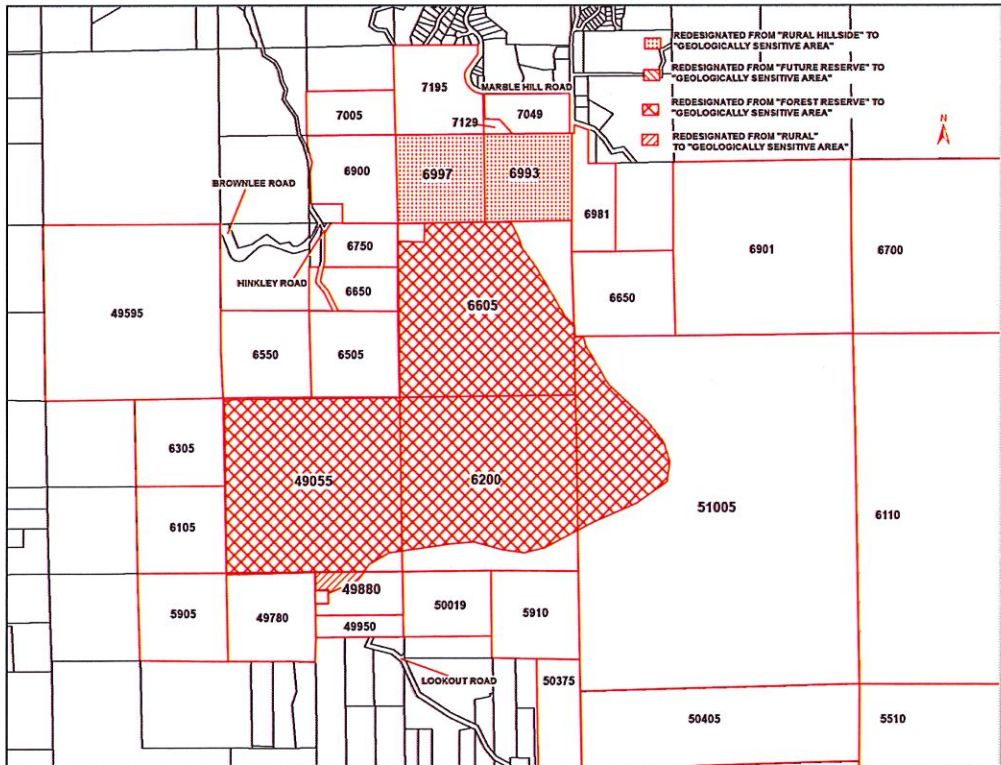 REDESIGNATED FROM "RURAL HILLSIDE" TO
"GEOLOGICALLY SENSITIVE AREA"
REDESIGNATED FROM "FUTURE RESERVE" TO
"GEOLOGICALLY SENSITIVE AREA"
REDESIGNATED FROM "FOREST RESERVE" TO
"GEOLOGICALLY SENSITIVE AREA"
REDESIGNATED FROM "RURAL"
TO "GEOLOGICALLY SENSITIVE AREA"
N
7195
MARBLE HILL ROAD
7005
7129
7049
6900
6997
6993
BROWNLEE ROAD
6981
6750
6901
6700
HINKLEY ROAD
6650
6605
6650
49595
6550
6505
6305
49055
6200
51005
6110
6105
5905
49780
49880
50019
5910
49950
LOOKOUT ROAD
50375
50405
5510